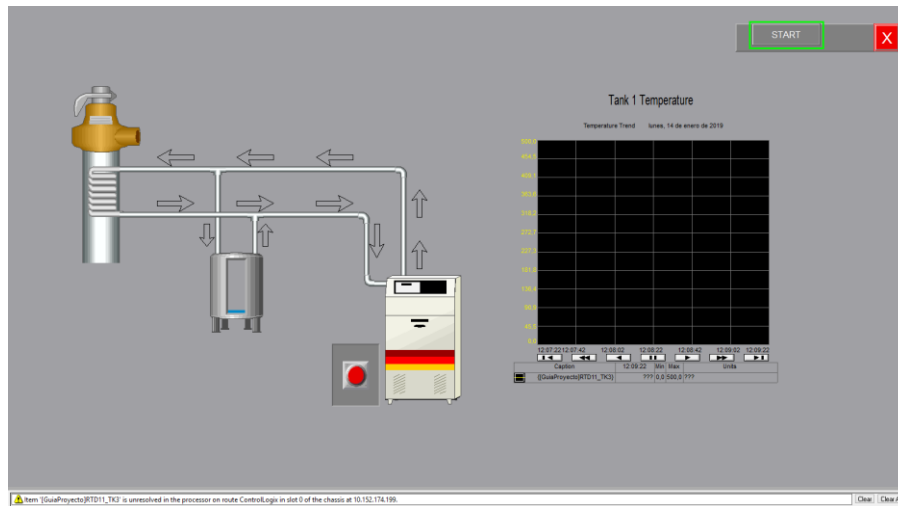 START
X
Tank 1 Temperature
Temperature Trend lunes, 14 de enero de 2019
500,0
454,5
409,1
363,6
318,2
272,7
227,3
181,8
136,4
90,9
45,5
0,0
12:07:22 12:07:42 12:08:02 12:08:22 12:08:42 12:09:02 12:09:22
Caption 12:09:22 Min Max Units
{[GuiaProyecto]RTD11_TK3} ??? 0,0 500,0 ???
Item '[GuiaProyecto]RTD11_TK3' is unresolved in the processor on route ControlLogix in slot 0 of the chassis at 10.152.174.199.
Clear Clear A